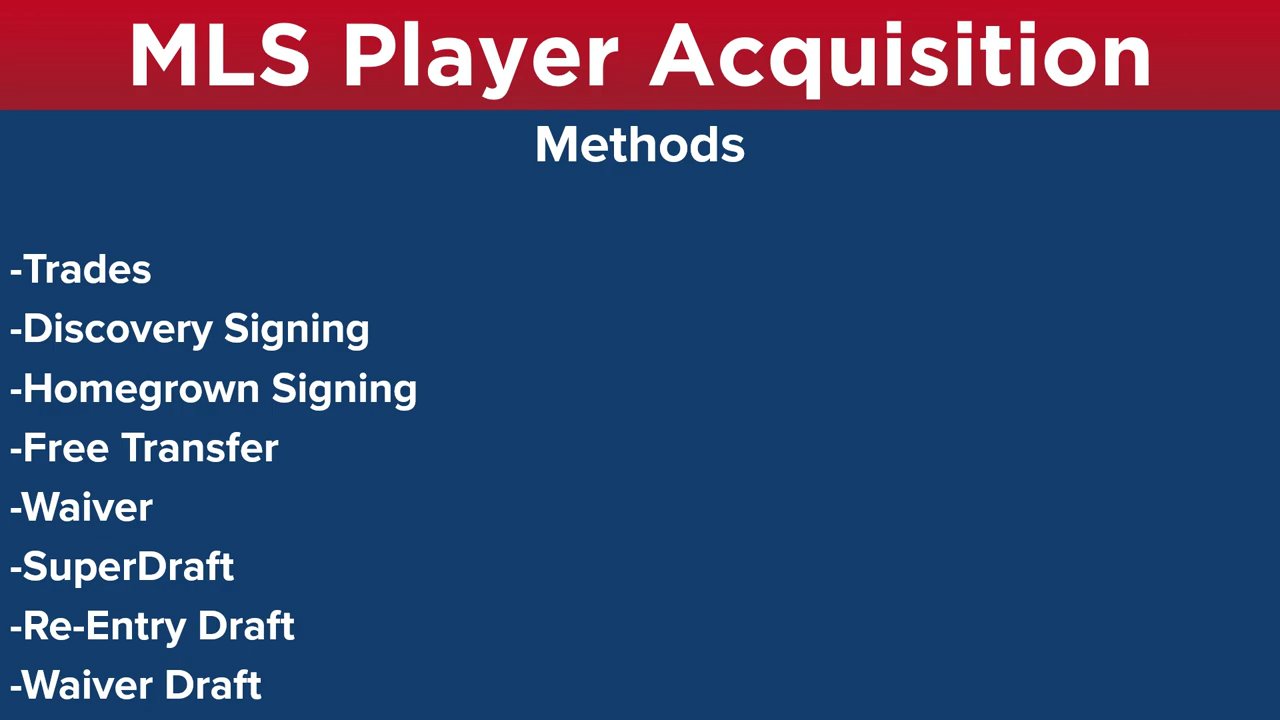 MLS Player Acquisition
Methods
-Trades
-Discovery Signing
-Homegrown Signing
-Free Transfer
-Waiver
-SuperDraft
-Re-Entry Draft
-Waiver Draft